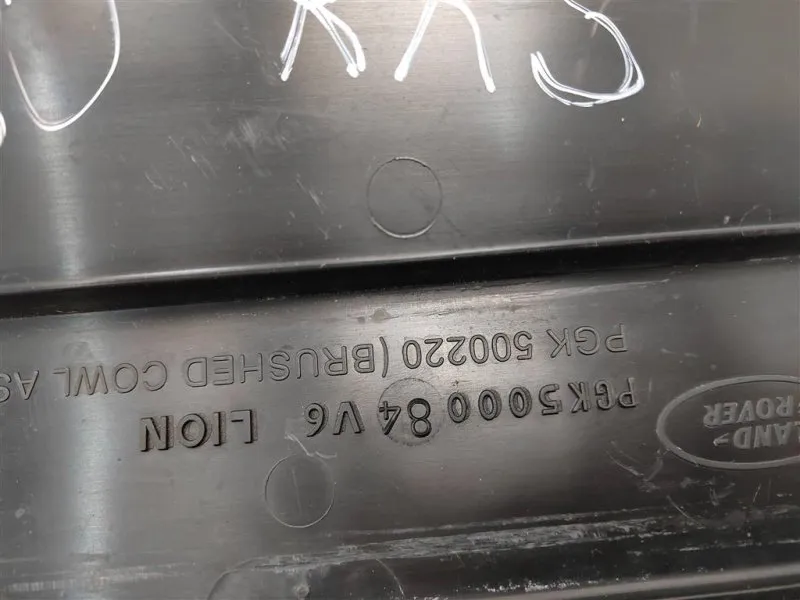 LAND-
ROVER
PGK500084 V6 LION
PGK 500220 (BRUSHED COWL AS